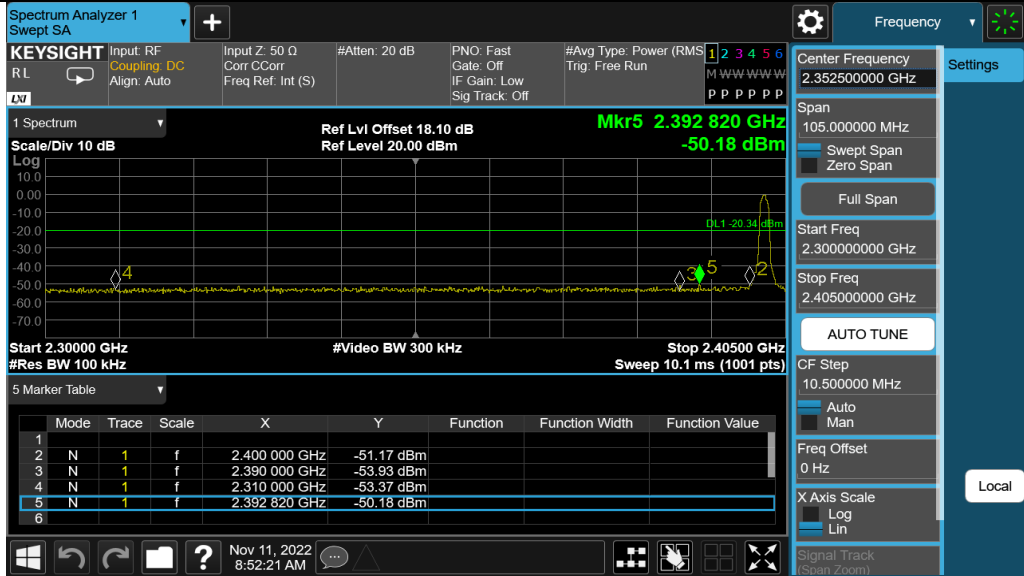 Spectrum Analyzer 1
Swept SA
+
Frequency
KEYSIGHT
R L
LXI
Input: RF
Coupling: DC
Align: Auto
Input Z: 50 Ω
Corr CCorr
Freq Ref: Int (S)
#Atten: 20 dB
PNO: Fast
Gate: Off
IF Gain: Low
Sig Track: Off
#Avg Type: Power (RMS
Trig: Free Run
1 2 3 4 5 6
M W W W W W
P P P P P P
1 Spectrum
Scale/Div 10 dB
Ref Lvl Offset 18.10 dB
Ref Level 20.00 dBm
Mkr5 2.392 820 GHz
-50.18 dBm
Log
10.0
0.00
-10.0
-20.0
-30.0
-40.0
-50.0
-60.0
-70.0
DL1 -20.34 dBm
4
3
5
2
Start 2.30000 GHz
#Video BW 300 kHz
Stop 2.40500 GHz
#Res BW 100 kHz
Sweep 10.1 ms (1001 pts)
5 Marker Table
Mode Trace Scale X Y Function Function Width Function Value
1
2 N 1 f 2.400 000 GHz -51.17 dBm
3 N 1 f 2.390 000 GHz -53.93 dBm
4 N 1 f 2.310 000 GHz -53.37 dBm
5 N 1 f 2.392 820 GHz -50.18 dBm
6
?
Nov 11, 2022
8:52:21 AM
Center Frequency
2.352500000 GHz
Settings
Span
105.000000 MHz
Swept Span
Zero Span
Full Span
Start Freq
2.300000000 GHz
Stop Freq
2.405000000 GHz
AUTO TUNE
CF Step
10.500000 MHz
Auto
Man
Freq Offset
0 Hz
Local
X Axis Scale
Log
Lin
Signal Track
(Span Zoom)